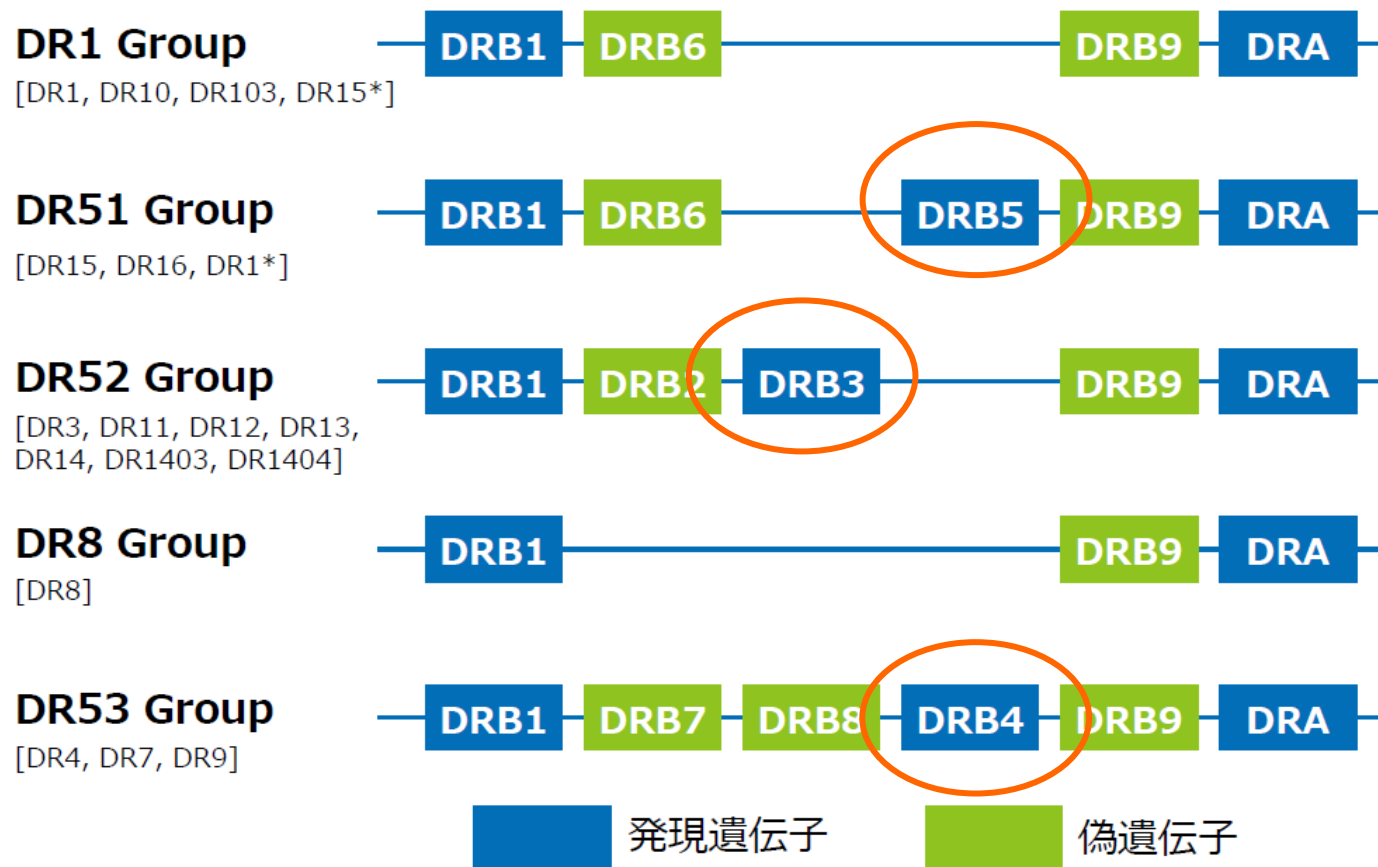 DR1 Group
[DR1, DR10, DR103, DR15*]
DRB1 DRB6 DRB9 DRA
DR51 Group
[DR15, DR16, DR1*]
DRB1 DRB6 DRB5 DRB9 DRA
DR52 Group
[DR3, DR11, DR12, DR13,
DR14, DR1403, DR1404]
DRB1 DRB2 DRB3 DRB9 DRA
DR8 Group
[DR8]
DRB1 DRB9 DRA
DR53 Group
[DR4, DR7, DR9]
DRB1 DRB7 DRB8 DRB4 DRB9 DRA
発現遺伝子 偽遺伝子